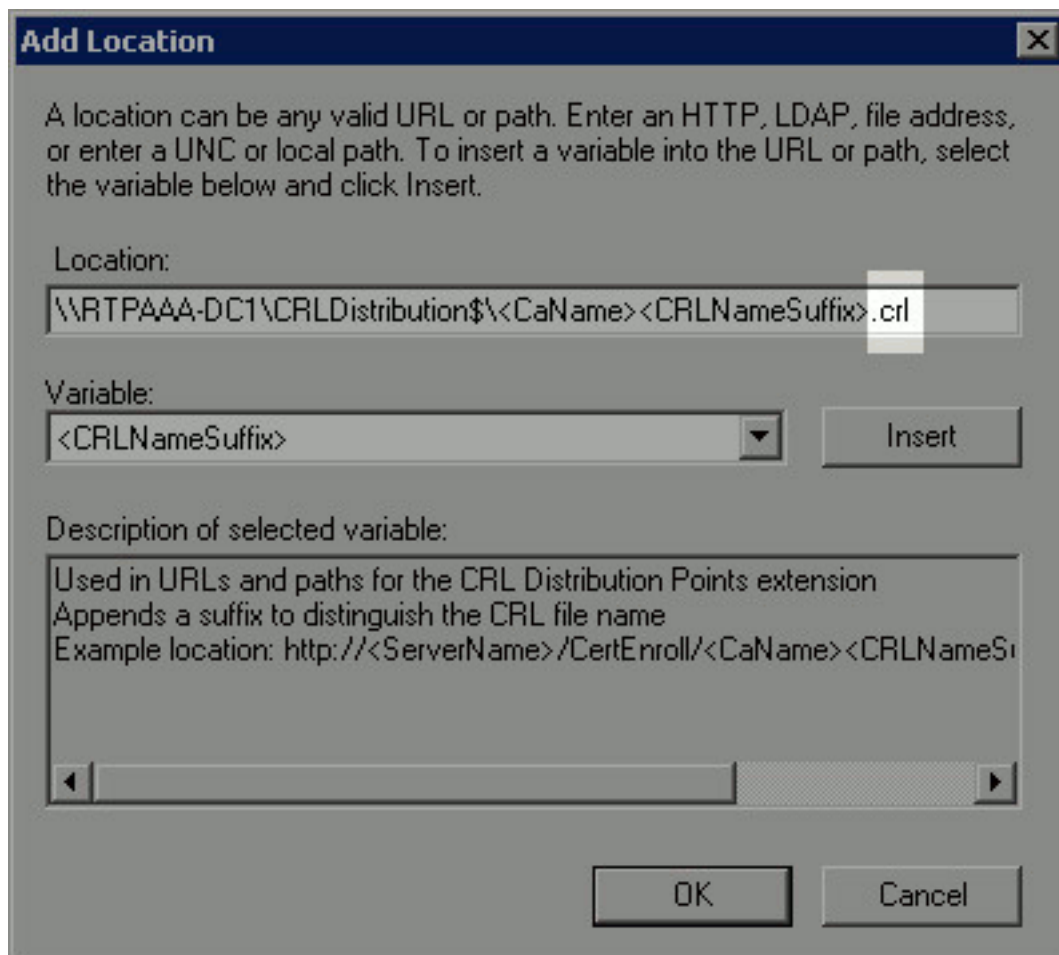 Add Location
A location can be any valid URL or path. Enter an HTTP, LDAP, file address,
or enter a UNC or local path. To insert a variable into the URL or path, select
the variable below and click Insert.
Location:
\\RTPAAA-DC1\CRLDistribution$\<CaName><CRLNameSuffix>.crl
Variable:
<CRLNameSuffix>
Insert
Description of selected variable:
Used in URLs and paths for the CRL Distribution Points extension
Appends a suffix to distinguish the CRL file name
Example location: http://<ServerName>/CertEnroll/<CaName><CRLNameSu
OK
Cancel